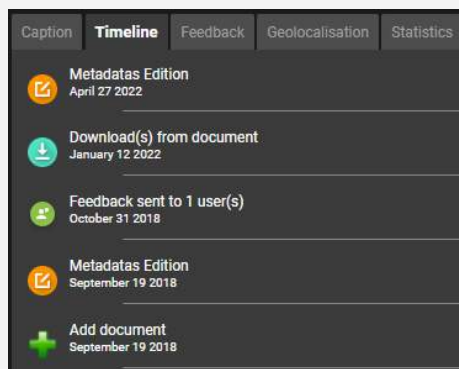 Caption
Timeline
Feedback
Geolocalisation
Statistics
Metadatas Edition
April 27 2022
Download(s) from document
January 12 2022
Feedback sent to 1 user(s)
October 31 2018
Metadatas Edition
September 19 2018
Add document
September 19 2018